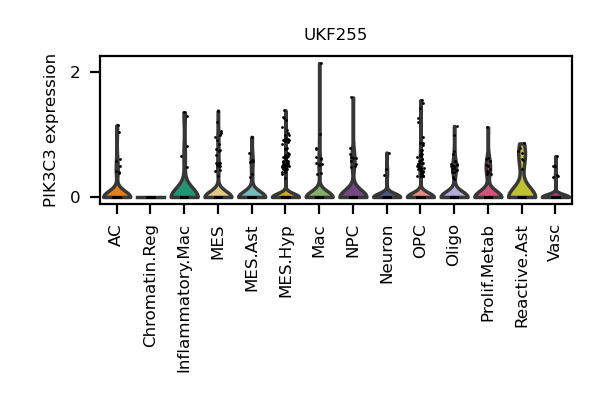 UKF255
PIK3C3 expression
2
0
AC
Chromatin.Reg
Inflammatory.Mac
MES
MES.Ast
MES.Hyp
Mac
NPC
Neuron
OPC
Oligo
Prolif.Metab
Reactive.Ast
Vasc